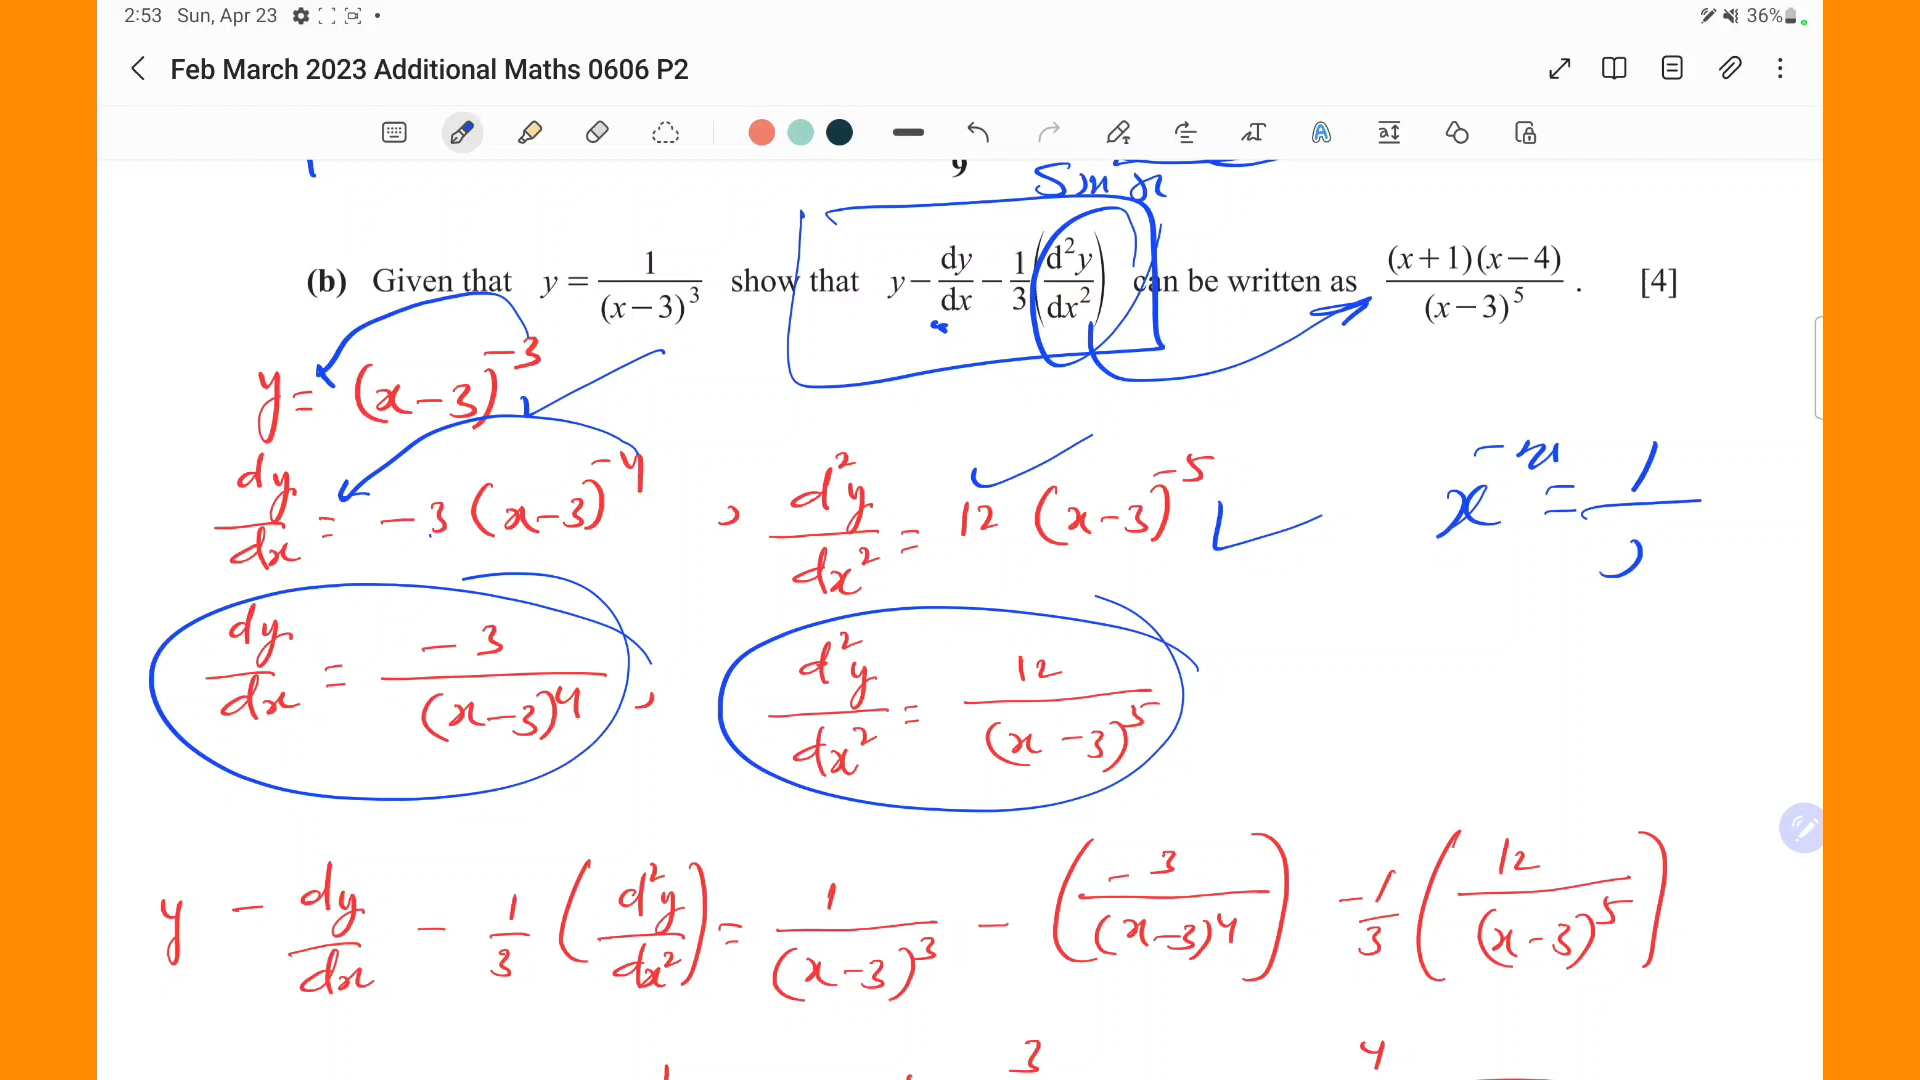 2:53 Sun, Apr 23 36%
Feb March 2023 Additional Maths 0606 P2
9
Sin x
(b) Given that y = 1/(x−3)³ show that y − dy/dx − 1/3(d²y/dx²) can be written as (x+1)(x−4)/(x−3)⁵ . [4]
y = (x−3)⁻³
dy/dx = −3(x−3)⁻⁴ , d²y/dx² = 12(x−3)⁻⁵
dy/dx = −3/(x−3)⁴ , d²y/dx² = 12/(x−3)⁵
y − dy/dx − 1/3(d²y/dx²) = 1/(x−3)³ − (−3/(x−3)⁴) −1/3(12/(x−3)⁵)
3 4